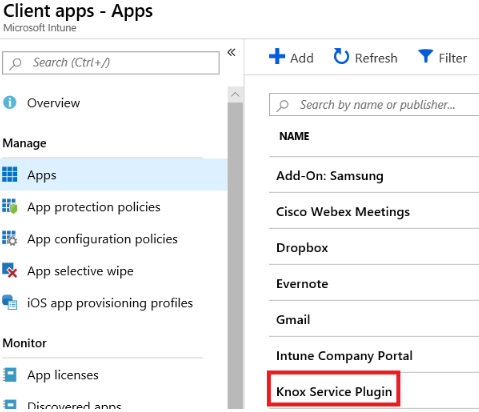 Client apps - Apps
Microsoft Intune
Search (Ctrl+/)
«
Overview
Manage
Apps
App protection policies
App configuration policies
App selective wipe
iOS app provisioning profiles
Monitor
App licenses
Discovered apps
Add
Refresh
Filter
Search by name or publisher...
NAME
Add-On: Samsung
Cisco Webex Meetings
Dropbox
Evernote
Gmail
Intune Company Portal
Knox Service Plugin